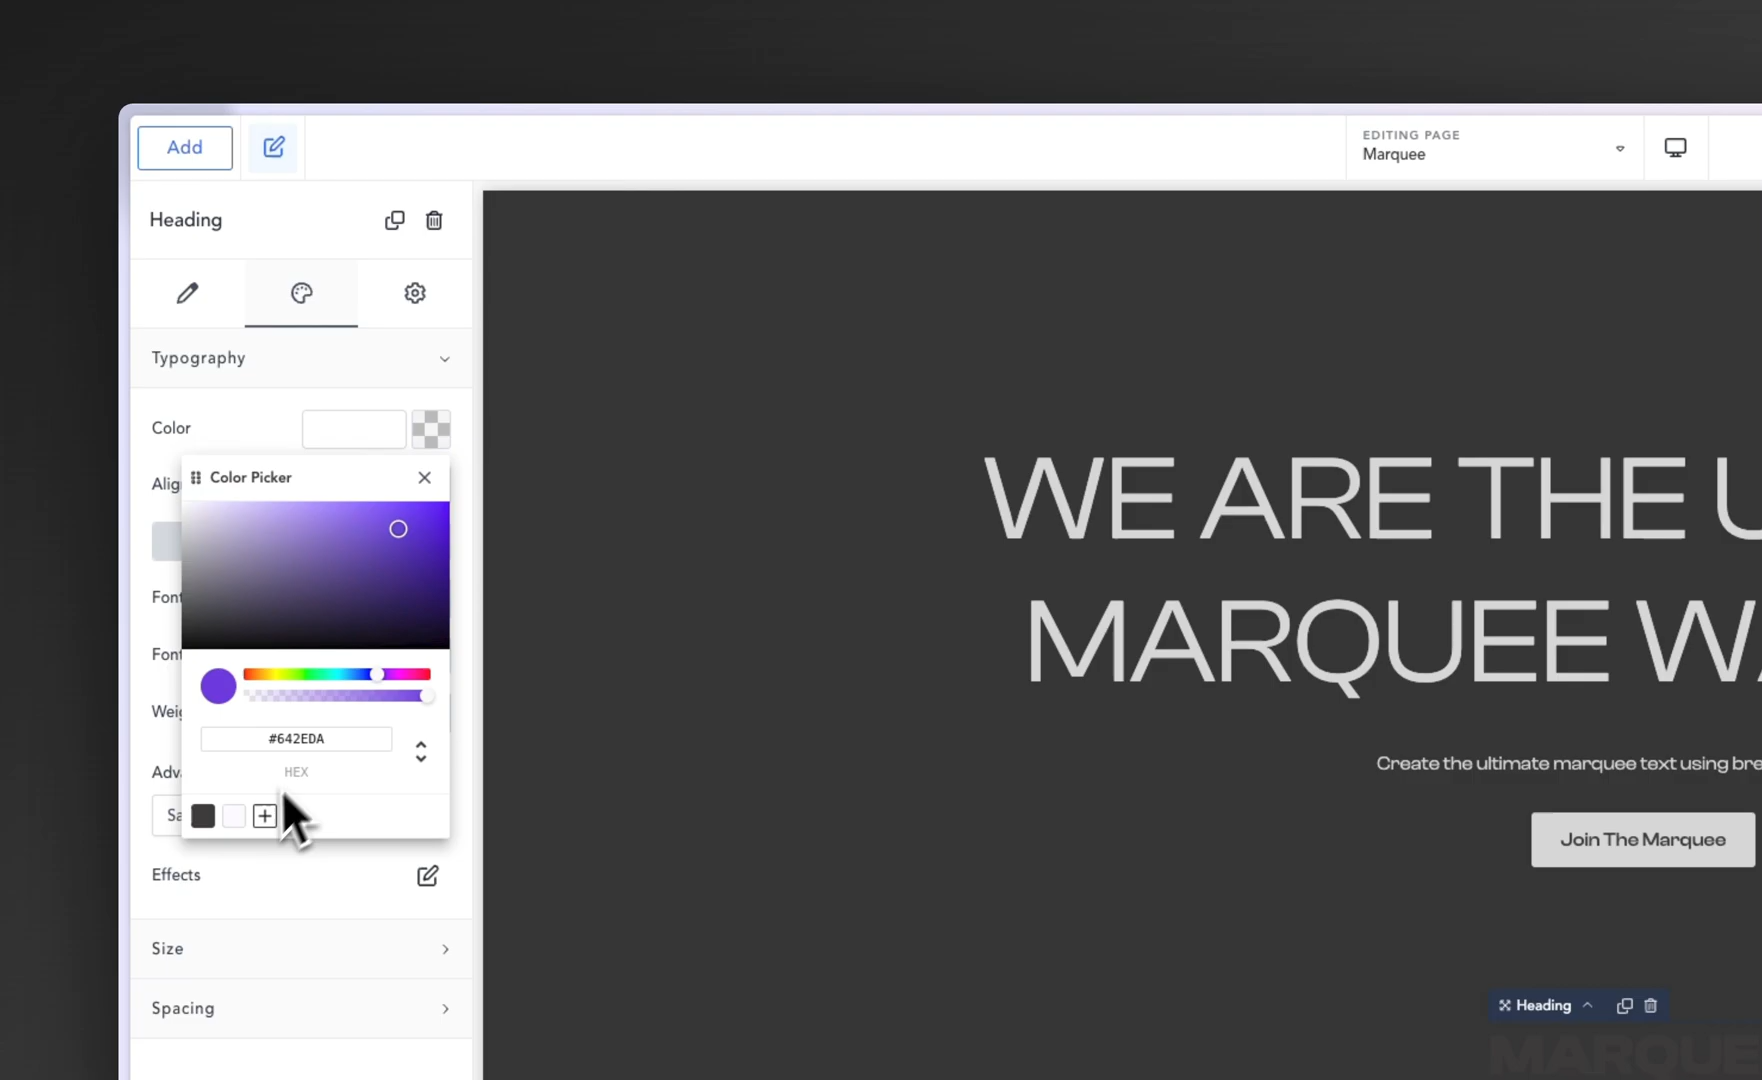 Add
EDITING PAGE
Marquee
Heading
Typography
Color
Color Picker
#642EDA
HEX
Effects
Size
Spacing
WE ARE THE
MARQUEE
Create the ultimate marquee text using
Join The Marquee
Heading